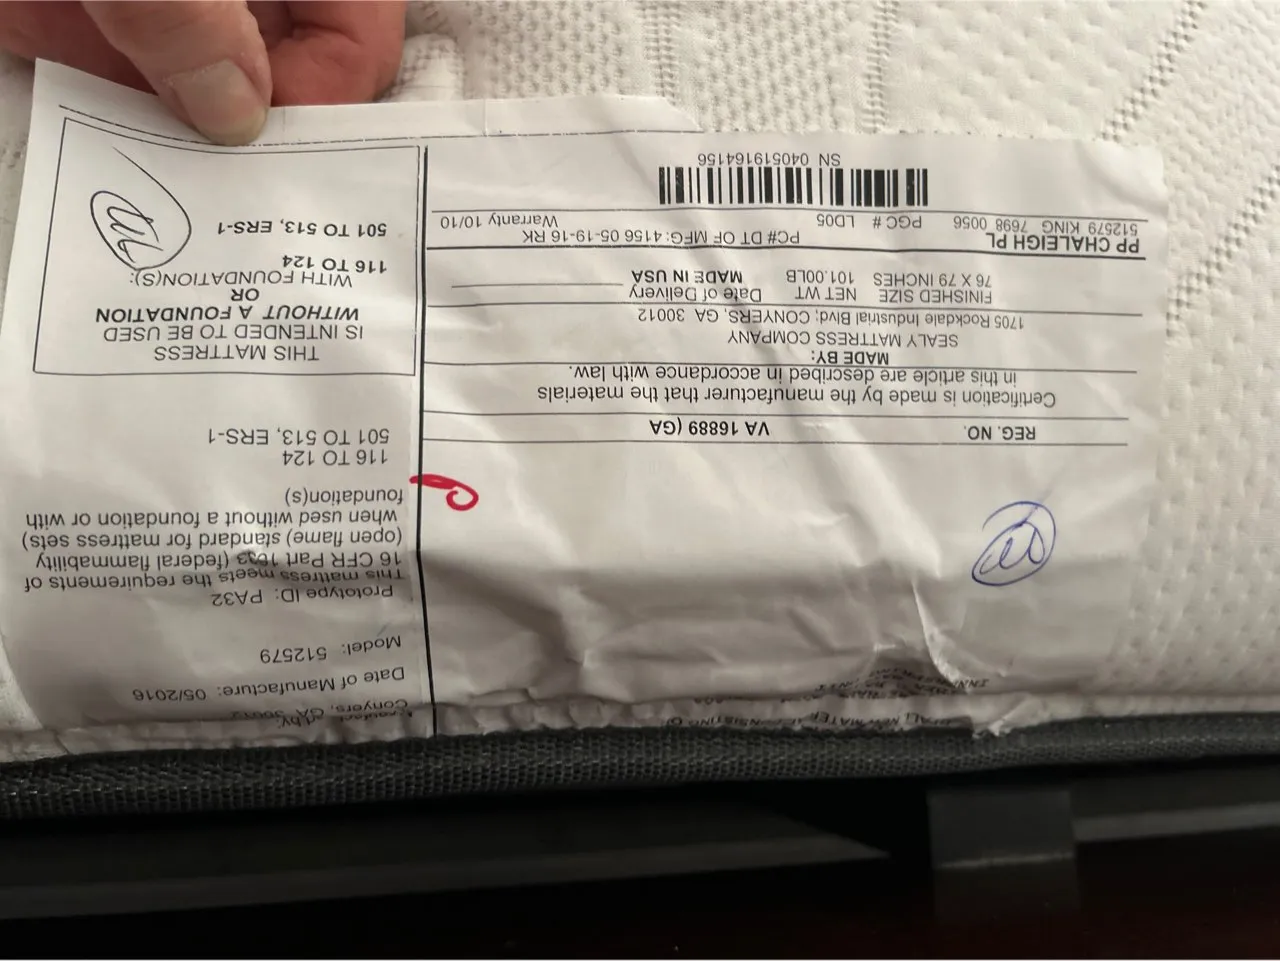 SN 040519164156
512579 KING 7698 0056 PGC # LD05 Warranty 10/10
PP CHALEIGH PL PC# DT OF MFG: 4156 05-19-16 RK
76 X 79 INCHES 101.00LB MADE IN USA
FINISHED SIZE NET WT Date of Delivery
1705 Rockdale Industrial Blvd; CONYERS, GA 30012
SEALY MATTRESS COMPANY
MADE BY:
in this article are described in accordance with law.
Certification is made by the manufacturer that the materials
REG. NO. VA 16889 (GA
501 TO 513, ERS-1
116 TO 124
WITH FOUNDATION(S):
OR
WITHOUT A FOUNDATION
IS INTENDED TO BE USED
THIS MATTRESS
501 TO 513, ERS-1
116 TO 124
foundation(s)
when used without a foundation or with
(open flame) standard for mattress sets)
16 CFR Part 1633 (federal flammability
This mattress meets the requirements of
Prototype ID: PA32
Model: 512579
Date of Manufacture: 05/2016
Conyers, GA 30012